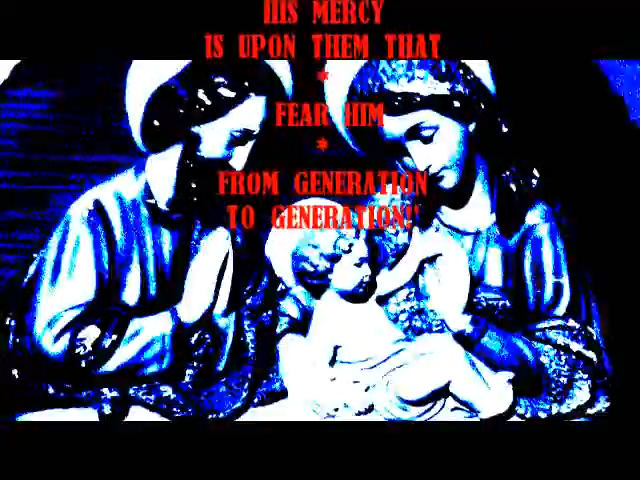 HIS MERCY
IS UPON THEM THAT
*
FEAR HIM
*
FROM GENERATION
TO GENERATION!!